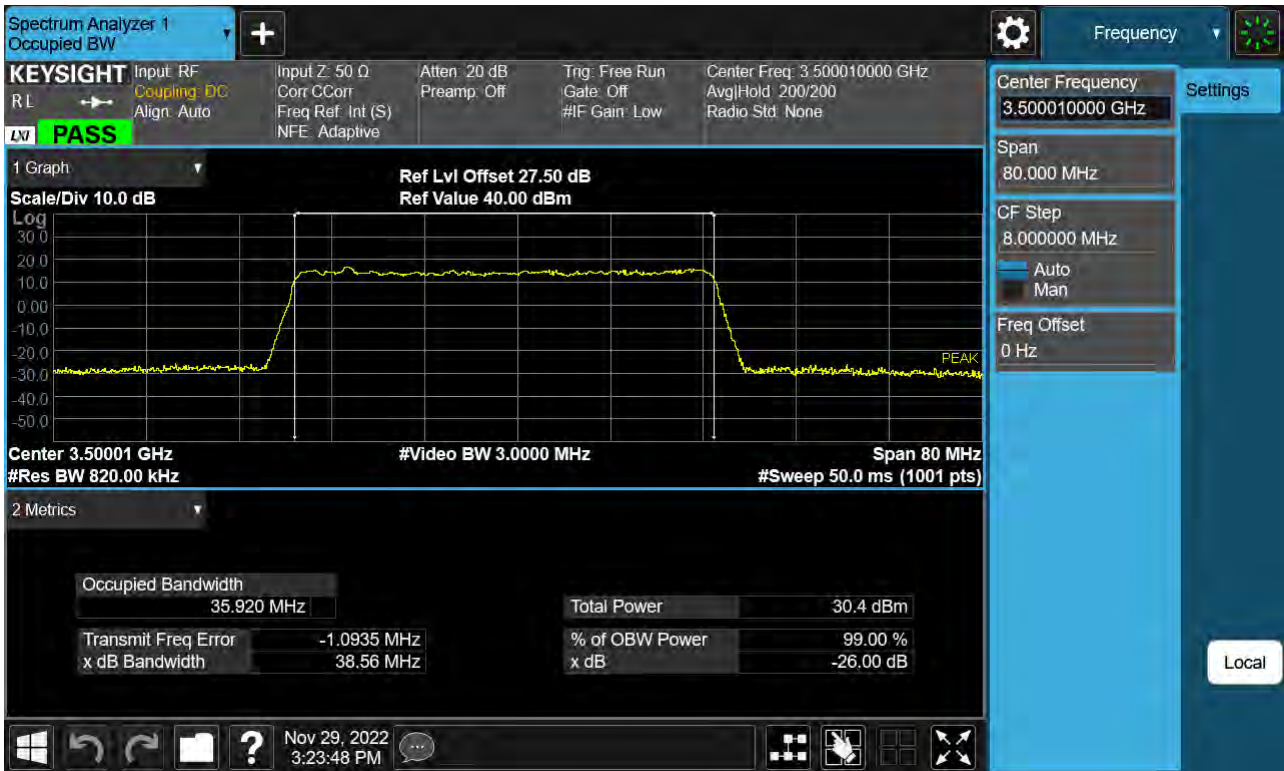 Spectrum Analyzer 1
Occupied BW
Frequency
KEYSIGHT
R L
LXI
PASS
Input: RF
Coupling: DC
Align: Auto
Input Z: 50 Ω
Corr CCorr
Freq Ref: Int (S)
NFE: Adaptive
Atten: 20 dB
Preamp: Off
Trig: Free Run
Gate: Off
#IF Gain: Low
Center Freq: 3.500010000 GHz
Avg|Hold: 200/200
Radio Std: None
Center Frequency
3.500010000 GHz
Settings
Span
80.000 MHz
CF Step
8.000000 MHz
Auto
Man
Freq Offset
0 Hz
Local
1 Graph
Scale/Div 10.0 dB
Ref Lvl Offset 27.50 dB
Ref Value 40.00 dBm
Log
30.0
20.0
10.0
0.00
-10.0
-20.0
-30.0
-40.0
-50.0
PEAK
Center 3.50001 GHz
#Video BW 3.0000 MHz
Span 80 MHz
#Res BW 820.00 kHz
#Sweep 50.0 ms (1001 pts)
2 Metrics
Occupied Bandwidth
35.920 MHz
Total Power 30.4 dBm
Transmit Freq Error -1.0935 MHz
% of OBW Power 99.00 %
x dB Bandwidth 38.56 MHz
x dB -26.00 dB
?
Nov 29, 2022
3:23:48 PM